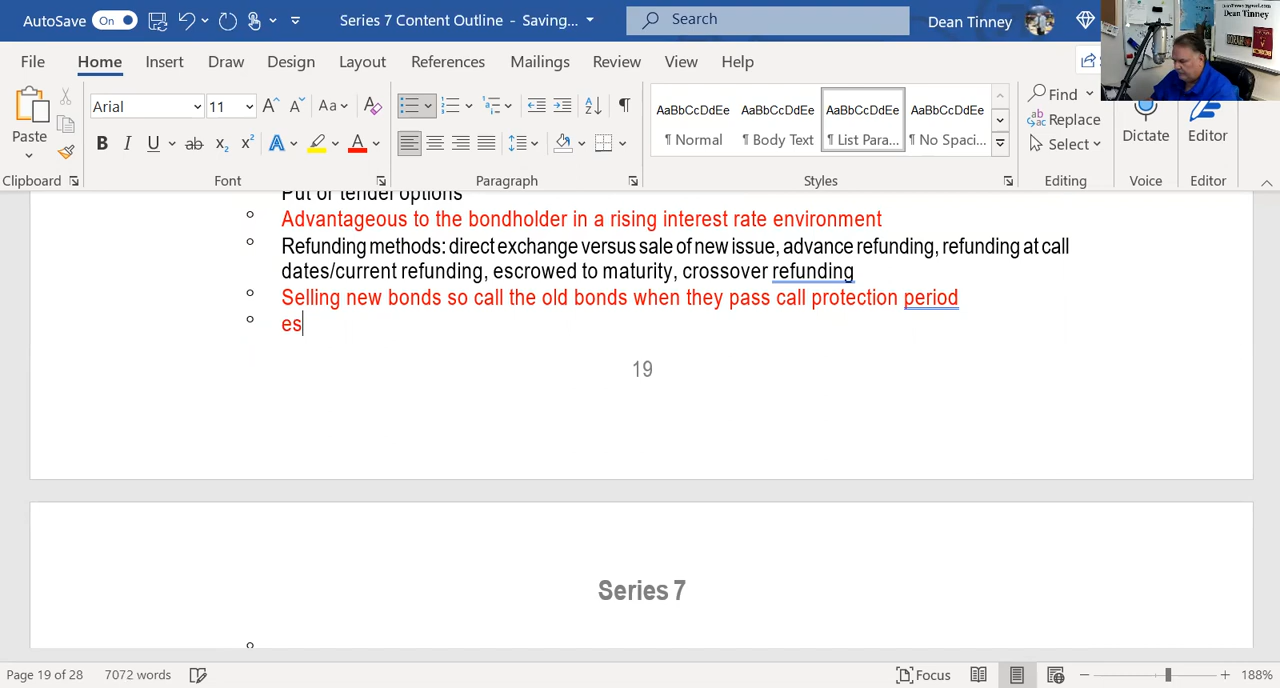 AutoSave On Series 7 Content Outline - Saving... Search Dean Tinney
File Home Insert Draw Design Layout References Mailings Review View Help
Paste
Clipboard
Arial 11 Aa
Font
Paragraph
AaBbCcDdEe AaBbCcDdEe AaBbCcDdEe AaBbCcDdEe
¶ Normal ¶ Body Text ¶ List Para... ¶ No Spaci...
Styles
Find
Replace
Select
Editing
Dictate
Voice
Editor
Editor
Dean Tinney
Put or tender options
Advantageous to the bondholder in a rising interest rate environment
Refunding methods: direct exchange versus sale of new issue, advance refunding, refunding at call
dates/current refunding, escrowed to maturity, crossover refunding
Selling new bonds so call the old bonds when they pass call protection period
es
19
Series 7
Page 19 of 28 7072 words Focus 188%